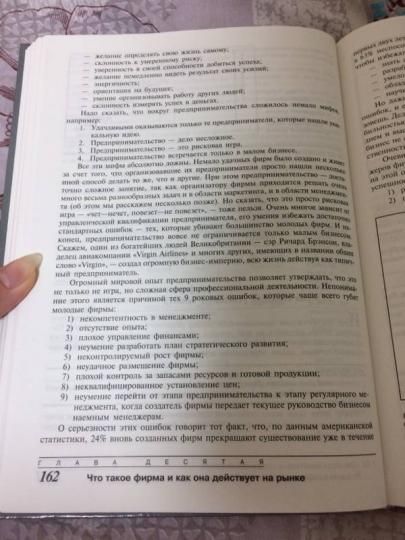 — желание определять свою жизнь самому;
— склонность к умеренному риску;
— уверенность в своей способности добиться успеха;
— желание немедленно видеть результат своих усилий;
— энергичность;
— ориентация на будущее;
— умение организовывать работу других людей;
— склонность измерять успех в деньгах.
Надо сказать, что вокруг предпринимательства сложилось немало мифов,
например:
1. Удачливыми оказываются только те предприниматели, которые нашли уникальную идею.
2. Предпринимательство — дело несложное.
3. Предпринимательство — это рисковая игра.
4. Предпринимательство встречается только в малом бизнесе.
Все эти мифы абсолютно ложны. Немало удачных фирм было создано и живет
за счет того, что организовавшие их предприниматели просто нашли несколько
иной способ делать то же, что и другие. При этом предпринимательство — доста-
точно сложное занятие, так как организатору фирмы приходится решать очень
много весьма разнообразных задач и в области маркетинга, и в области менеджмен-
та (об этом мы расскажем несколько позже). Но сказать, что это просто рисковая
игра — «чет—нечет, повезет—не повезет», — тоже нельзя. Очень многое зависит от
управленческой квалификации предпринимателя, его умения избежать достаточно
стандартных ошибок — тех, которые убивают большинство молодых фирм. И на-
конец, предпринимательство вовсе не ограничивается только малым бизнесом.
Скажем, один из богатейших людей Великобритании — сэр Ричард Брэнсон, вла-
делец авиакомпании «Virgin Airlines» и многих других, имеющих в названии общее
слово «Virgin», — создал огромную бизнес-империю, всю жизнь действуя как типич-
ный предприниматель.
Огромный мировой опыт предпринимательства позволяет утверждать, что это
не только не игра, но сложная сфера профессиональной деятельности. Непонима-
ние этого является причиной тех 9 роковых ошибок, которые чаще всего губят
молодые фирмы:
1) некомпетентность в менеджменте;
2) отсутствие опыта;
3) плохое управление финансами;
4) неумение разработать план стратегического развития;
5) неконтролируемый рост фирмы;
6) неудачное размещение фирмы;
7) плохой контроль за запасами ресурсов и готовой продукции;
8) неквалифицированное установление цен;
9) неумение перейти от этапа предпринимательства к этапу регулярного ме-
неджмента, когда создатель фирмы передает текущее руководство бизнесом
наемным менеджерам.
О серьезности этих ошибок говорит тот факт, что, по данным американской
статистики, 24% вновь созданных фирм прекращают существование уже в течение
ГЛАВА ДЕСЯТАЯ
162 Что такое фирма и как она действует на рынке